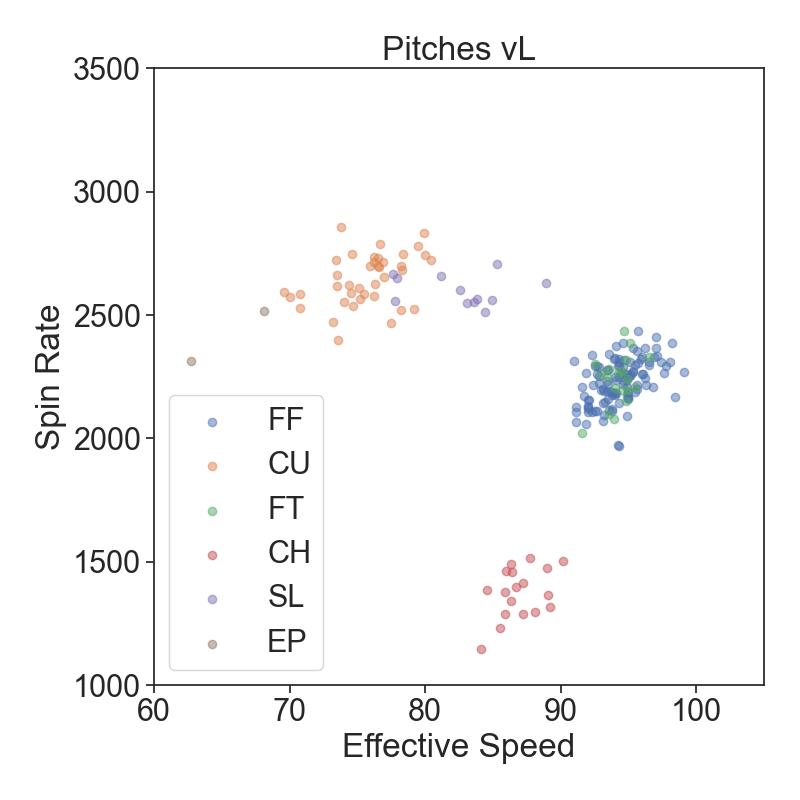 Pitches vL
3500
3000
2500
2000
1500
1000
Spin Rate
FF
CU
FT
CH
SL
EP
60 70 80 90 100
Effective Speed